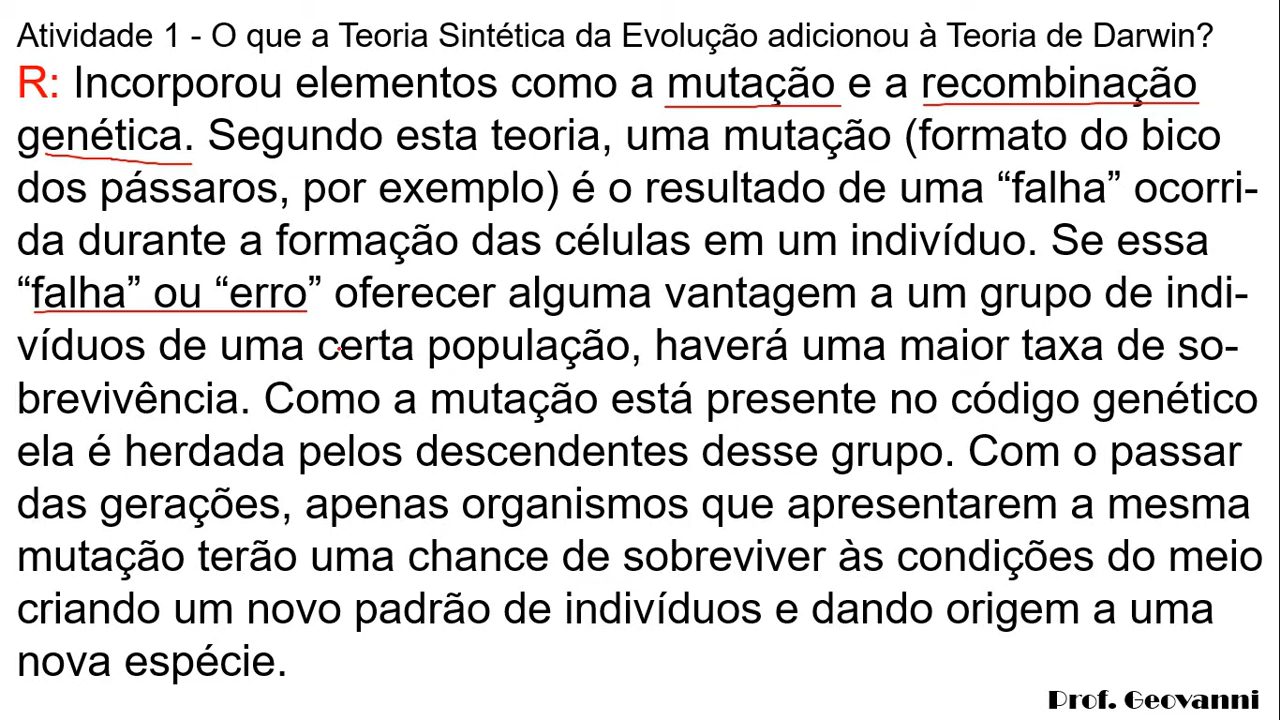 Atividade 1 - O que a Teoria Sintética da Evolução adicionou à Teoria de Darwin?
R: Incorporou elementos como a mutação e a recombinação
genética. Segundo esta teoria, uma mutação (formato do bico
dos pássaros, por exemplo) é o resultado de uma “falha” ocorri-
da durante a formação das células em um indivíduo. Se essa
“falha” ou “erro” oferecer alguma vantagem a um grupo de indi-
víduos de uma certa população, haverá uma maior taxa de so-
brevivência. Como a mutação está presente no código genético
ela é herdada pelos descendentes desse grupo. Com o passar
das gerações, apenas organismos que apresentarem a mesma
mutação terão uma chance de sobreviver às condições do meio
criando um novo padrão de indivíduos e dando origem a uma
nova espécie.
Prof. Geovanni